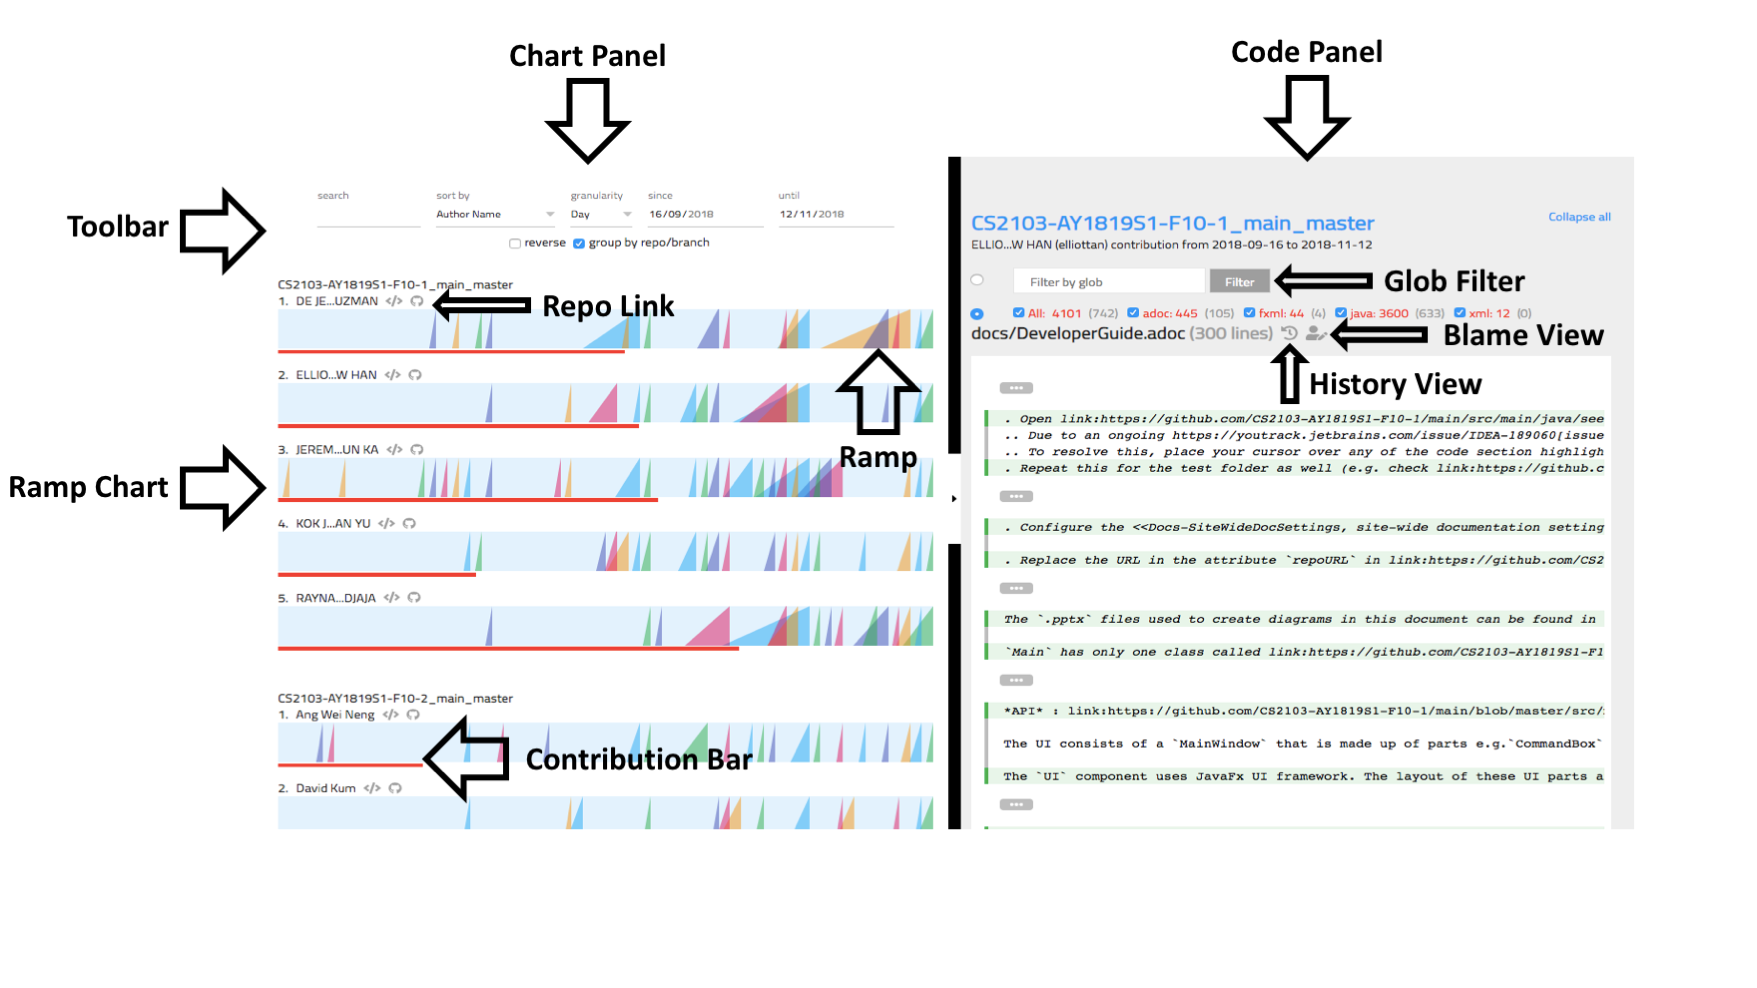 Chart Panel
Code Panel
Toolbar
search
sort by
granularity
since
until
Author Name
Day
16/09/2018
12/11/2018
reverse
group by repo/branch
CS2103-AY1819S1-F10-1_main_master
1. DE JE...UZMAN </>
Repo Link
2. ELLIO...W HAN </>
Ramp
3. JEREM...UN KA </>
Ramp Chart
4. KOK J...AN YU </>
5. RAYNA...DJAJA </>
CS2103-AY1819S1-F10-2_main_master
1. Ang Wei Neng </>
Contribution Bar
2. David Kum </>
CS2103-AY1819S1-F10-1_main_master
Collapse all
ELLIO...W HAN (elliottan) contribution from 2018-09-16 to 2018-11-12
Filter by glob
Filter
Glob Filter
All: 4101 (742) adoc: 445 (105) fxml: 44 (4) java: 3600 (633) xml: 12 (0)
docs/DeveloperGuide.adoc (300 lines)
Blame View
History View
. Open link:https://github.com/CS2103-AY1819S1-F10-1/main/src/main/java/see
.. Due to an ongoing https://youtrack.jetbrains.com/issue/IDEA-189060[issue
.. To resolve this, place your cursor over any of the code section highligh
. Repeat this for the test folder as well (e.g. check link:https://github.c
. Configure the <<Docs-SiteWideDocSettings, site-wide documentation setting
. Replace the URL in the attribute `repoURL` in link:https://github.com/CS2
The `.pptx` files used to create diagrams in this document can be found in
`Main` has only one class called link:https://github.com/CS2103-AY1819S1-F1
*API* : link:https://github.com/CS2103-AY1819S1-F10-1/main/blob/master/src/
The UI consists of a `MainWindow` that is made up of parts e.g.`CommandBox`
The `UI` component uses JavaFx UI framework. The layout of these UI parts a